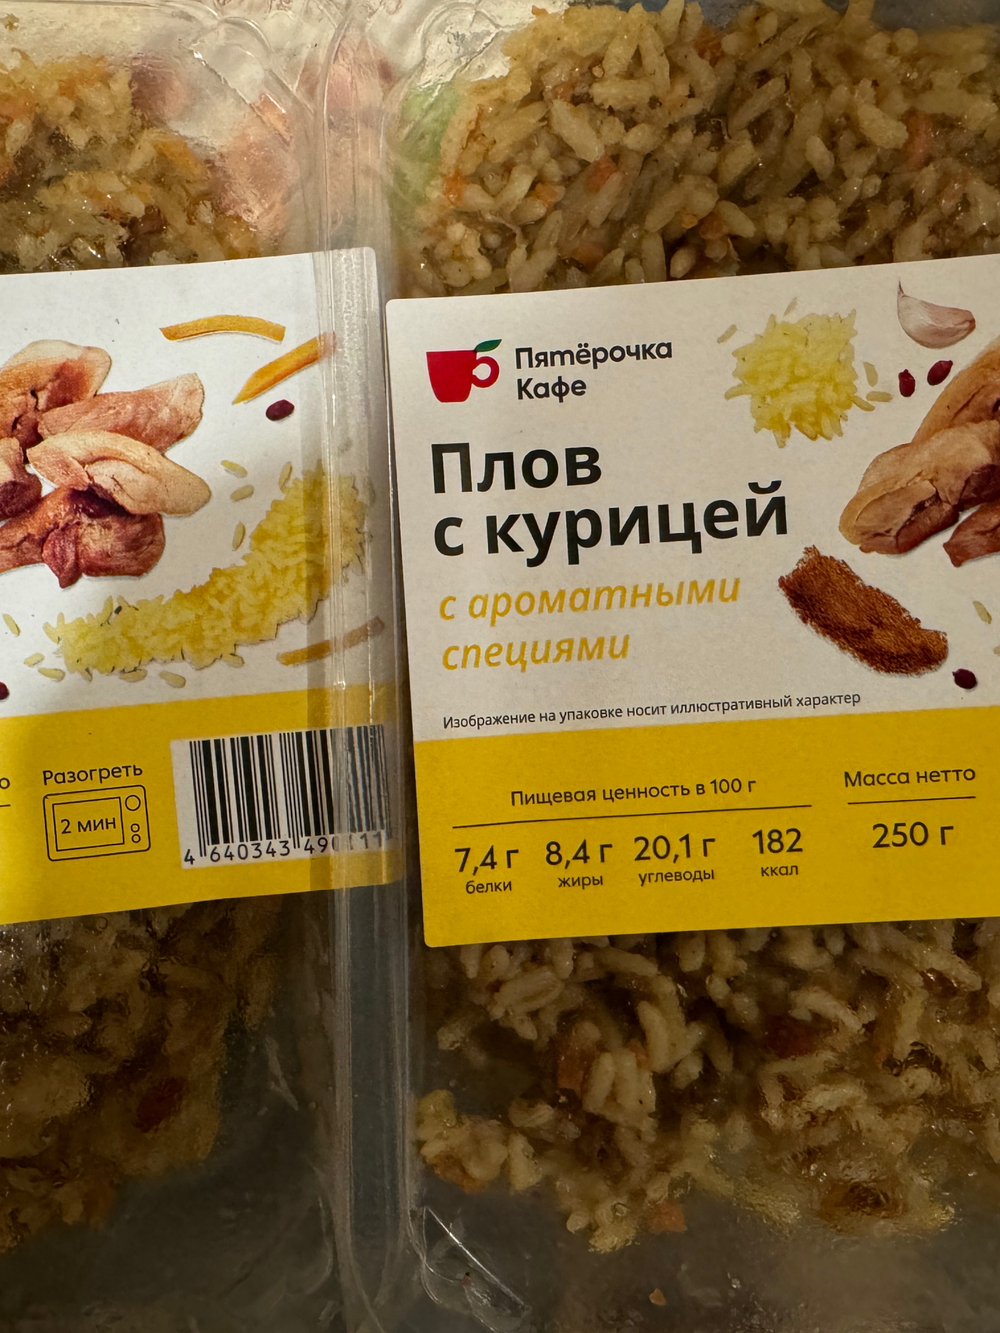 Разогреть
2 мин
Пятёрочка
Кафе
Плов
с курицей
с ароматными
специями
Изображение на упаковке носит иллюстративный характер
Пищевая ценность в 100 г
Масса нетто
7,4 г 8,4 г 20,1 г 182
белки жиры углеводы ккал
250 г